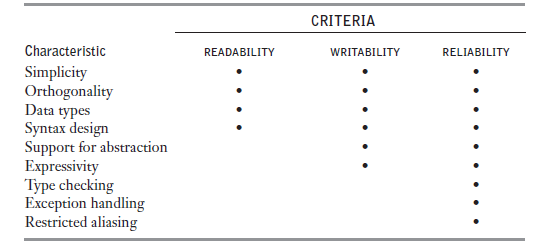 CRITERIA
Characteristic READABILITY WRITABILITY RELIABILITY
Simplicity • • •
Orthogonality • • •
Data types • • •
Syntax design • • •
Support for abstraction • •
Expressivity • •
Type checking •
Exception handling •
Restricted aliasing •